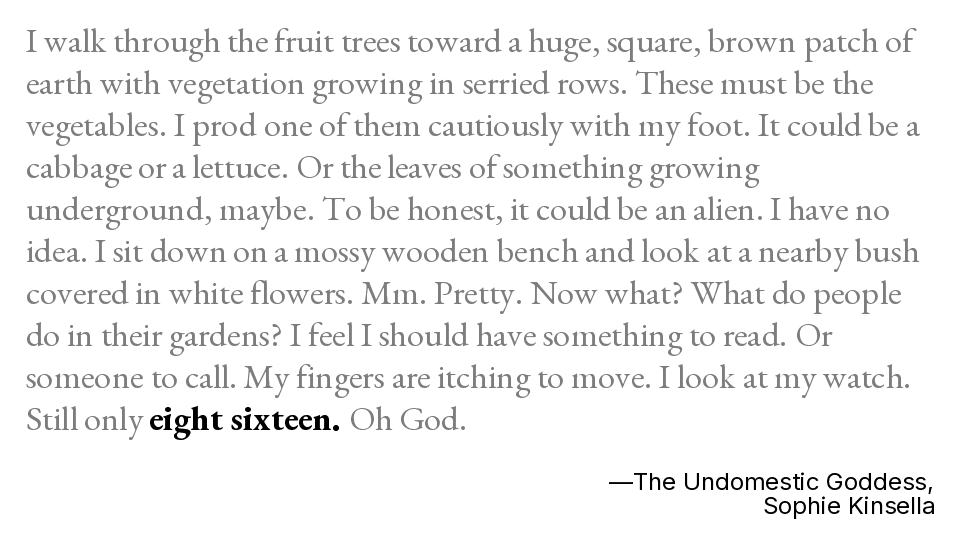 I walk through the fruit trees toward a huge, square, brown patch of
earth with vegetation growing in serried rows. These must be the
vegetables. I prod one of them cautiously with my foot. It could be a
cabbage or a lettuce. Or the leaves of something growing
underground, maybe. To be honest, it could be an alien. I have no
idea. I sit down on a mossy wooden bench and look at a nearby bush
covered in white flowers. Mm. Pretty. Now what? What do people
do in their gardens? I feel I should have something to read. Or
someone to call. My fingers are itching to move. I look at my watch.
Still only eight sixteen. Oh God.
—The Undomestic Goddess,
Sophie Kinsella